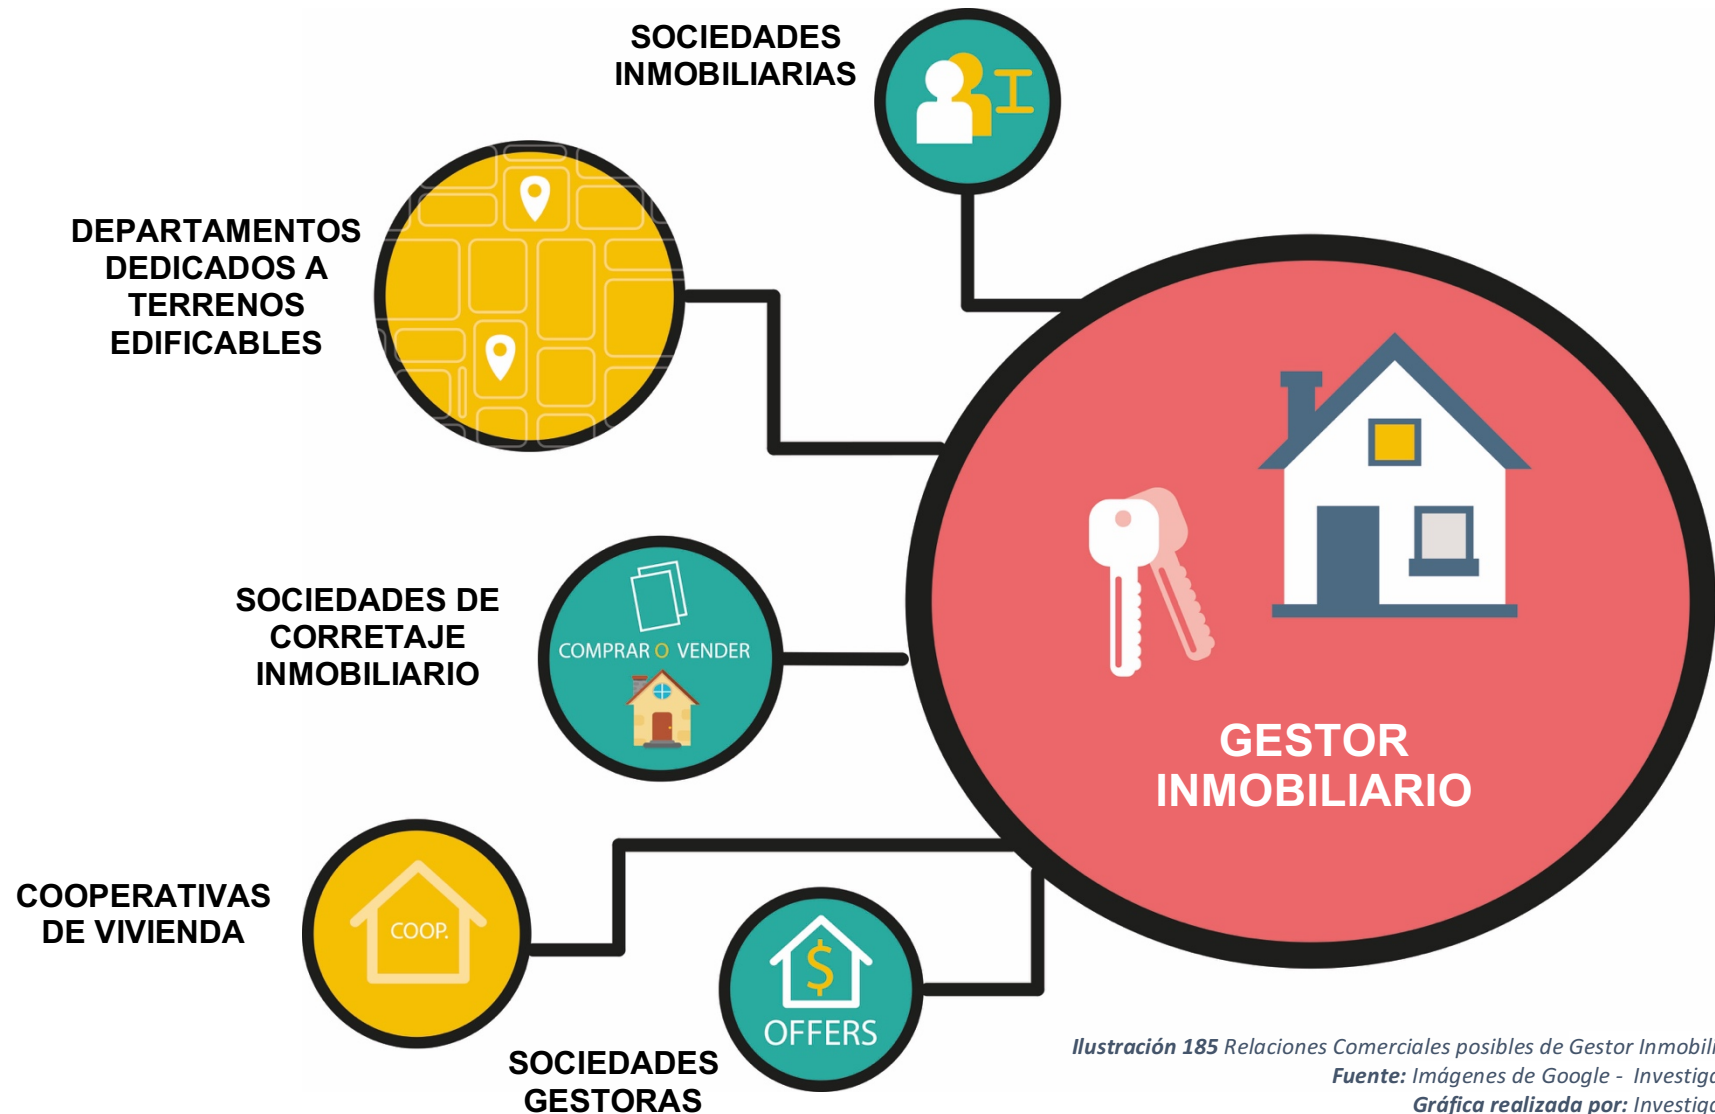 SOCIEDADES
INMOBILIARIAS
DEPARTAMENTOS
DEDICADOS A
TERRENOS
EDIFICABLES
SOCIEDADES DE
CORRETAJE
INMOBILIARIO
COMPRAR O VENDER
GESTOR
INMOBILIARIO
COOPERATIVAS
DE VIVIENDA
COOP.
$
OFFERS
SOCIEDADES
GESTORAS
Ilustración 185 Relaciones Comerciales posibles de Gestor
Fuente: Imágenes de Google -
Gráfica realizada por: